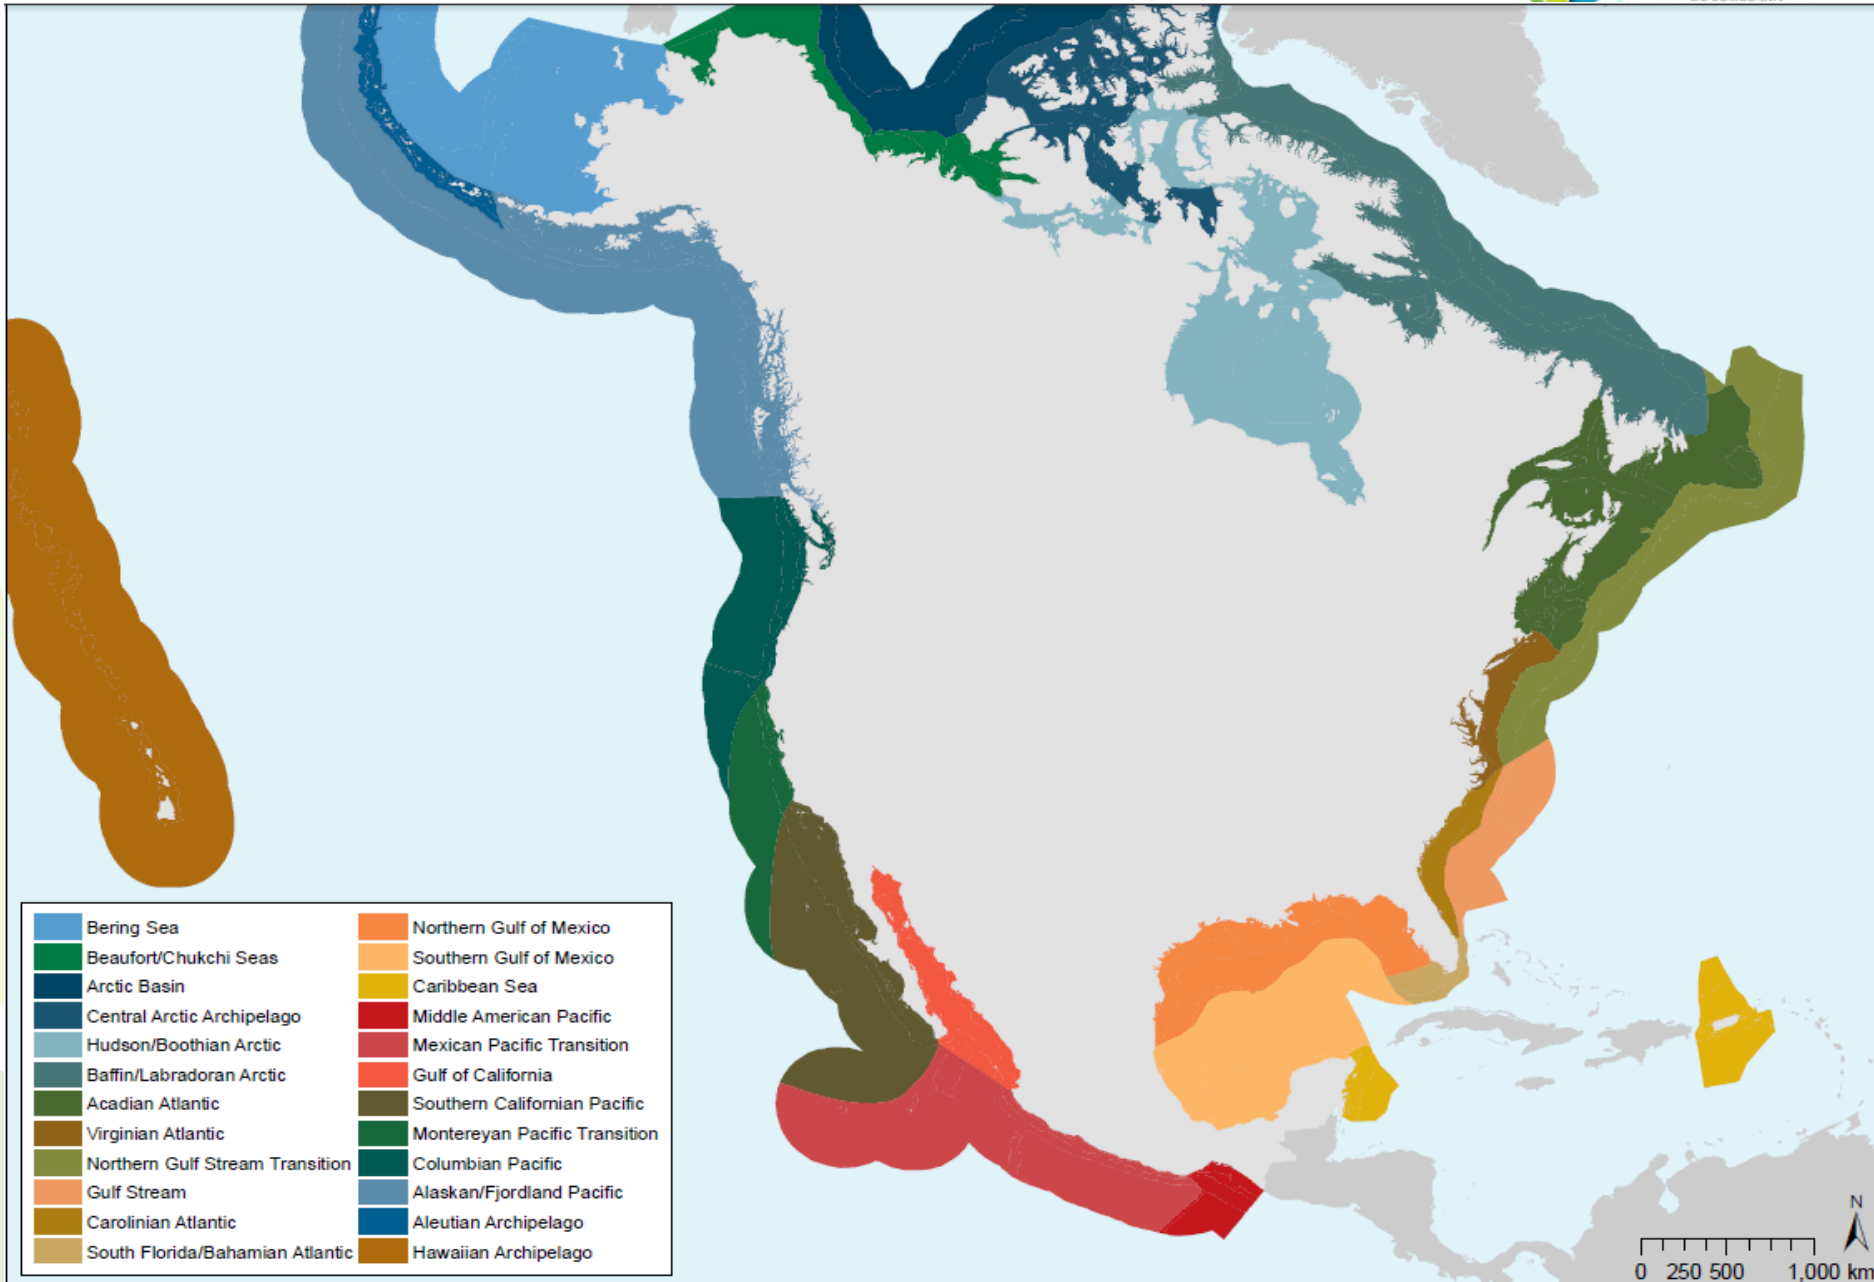 Bering Sea
Beaufort/Chukchi Seas
Arctic Basin
Central Arctic Archipelago
Hudson/Boothian Arctic
Baffin/Labradoran Arctic
Acadian Atlantic
Virginian Atlantic
Northern Gulf Stream Transition
Gulf Stream
Carolinian Atlantic
South Florida/Bahamian Atlantic
Northern Gulf of Mexico
Southern Gulf of Mexico
Caribbean Sea
Middle American Pacific
Mexican Pacific Transition
Gulf of California
Southern Californian Pacific
Montereyan Pacific Transition
Columbian Pacific
Alaskan/Fjordland Pacific
Aleutian Archipelago
Hawaiian Archipelago
N
0 250 500 1,000 km